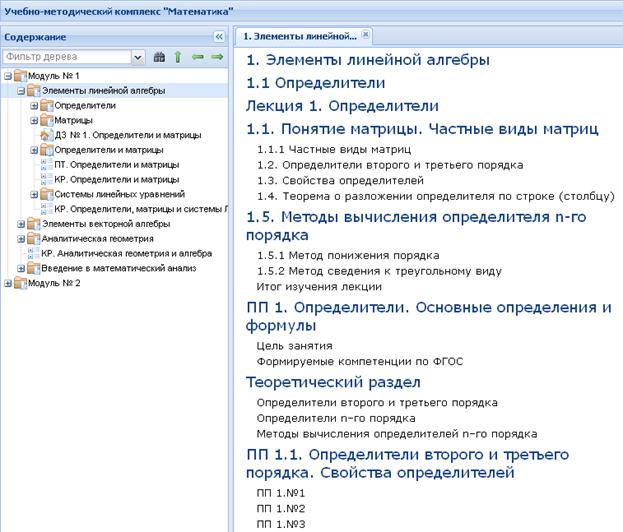 Учебно-методический комплекс "Математика"
Содержание
Фильтр дерева
Модуль № 1
Элементы линейной алгебры
Определители
Матрицы
ДЗ № 1. Определители и матрицы
Определители и матрицы
ПТ. Определители и матрицы
КР. Определители и матрицы
Системы линейных уравнений
КР. Определители, матрицы и системы Л
Элементы векторной алгебры
Аналитическая геометрия
КР. Аналитическая геометрия и алгебра
Введение в математический анализ
Модуль № 2
1. Элементы линейной...
1. Элементы линейной алгебры
1.1 Определители
Лекция 1. Определители
1.1. Понятие матрицы. Частные виды матриц
1.1.1 Частные виды матриц
1.2. Определители второго и третьего порядка
1.3. Свойства определителей
1.4. Теорема о разложении определителя по строке (столбцу)
1.5. Методы вычисления определителя n-го
порядка
1.5.1 Метод понижения порядка
1.5.2 Метод сведения к треугольному виду
Итог изучения лекции
ПП 1. Определители. Основные определения и
формулы
Цель занятия
Формируемые компетенции по ФГОС
Теоретический раздел
Определители второго и третьего порядка
Определители n-го порядка
Методы вычисления определителей n-го порядка
ПП 1.1. Определители второго и третьего
порядка. Свойства определителей
ПП 1.№1
ПП 1.№2
ПП 1.№3